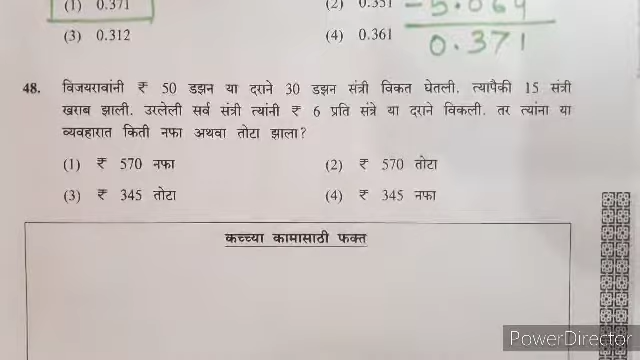 (1) 0.371 (2) 0.351 -5.064
(3) 0.312 (4) 0.361 0.371
48. विजयरावांनी ₹ 50 डझन या दराने 30 डझन संत्री विकत घेतली. त्यापैकी 15 संत्री
खराब झाली. उरलेली सर्व संत्री त्यांनी ₹ 6 प्रति संत्रे या दराने विकली. तर त्यांना या
व्यवहारात किती नफा अथवा तोटा झाला?
(1) ₹ 570 नफा (2) ₹ 570 तोटा
(3) ₹ 345 तोटा (4) ₹ 345 नफा
कच्च्या कामासाठी फक्त
PowerDirector